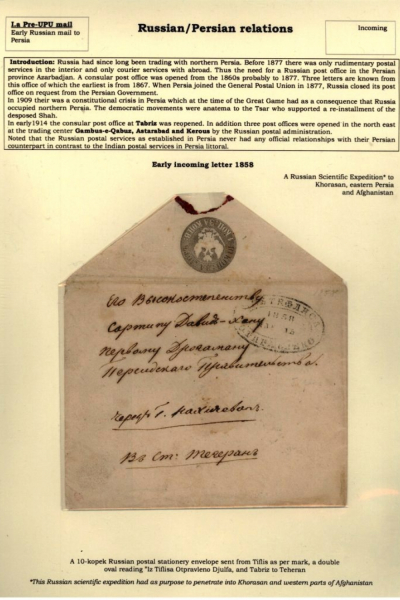 La Pre-UPU mail
Early Russian mail to
Persia
Russian/Persian relations
Incoming
Introduction: Russia had since long been trading with northern Persia. Before 1877 there was only rudimentary postal
services in the interior and only courier services with abroad. Thus the need for a Russian post office in the Persian
province Azarbadjan. A consular post office was opened from the 1860s probably to 1877. Three letters are known from
this office of which the earliest is from 1867. When Persia joined the General Postal Union in 1877, Russia closed its post
office on request from the Persian Government.
In 1909 their was a constitutional crisis in Persia which at the time of the Great Game had as a consequence that Russia
occupied northern Persja. The democratic movements were anatema to the Tsar who supported a re-installment of the
desposed Shah.
In early1914 the consular post office at Tabriz was reopened. In addition three post offices were opened in the north east
at the trading center Gambus-e-Qabuz, Astarabad and Kerous by the Russian postal administration.
Noted that the Russian postal services as established in Persia never had any official relationships with their Persian
counterpart in contrast to the Indian postal services in Persia littoral.
Early incoming letter 1858
A Russian Scientific Expedition* to
Khorasan, eastern Persia
and Afghanistan
Его Высокостепенству
Сартипу Давид-Хану
Первому Драгоману
Персидского Правительства.
Черезъ Г. Нахичевань.
Въ Ст: Тегеранъ
A 10-kopek Russian postal stationery envelope sent from Tiflis as per mark, a double
oval reading "Iz Tiflisa Otpravleno Djulfa, and Tabriz to Teheran
*This Russian scientific expedition had as purpose to penetrate into Khorasan and western parts of Afghanistan